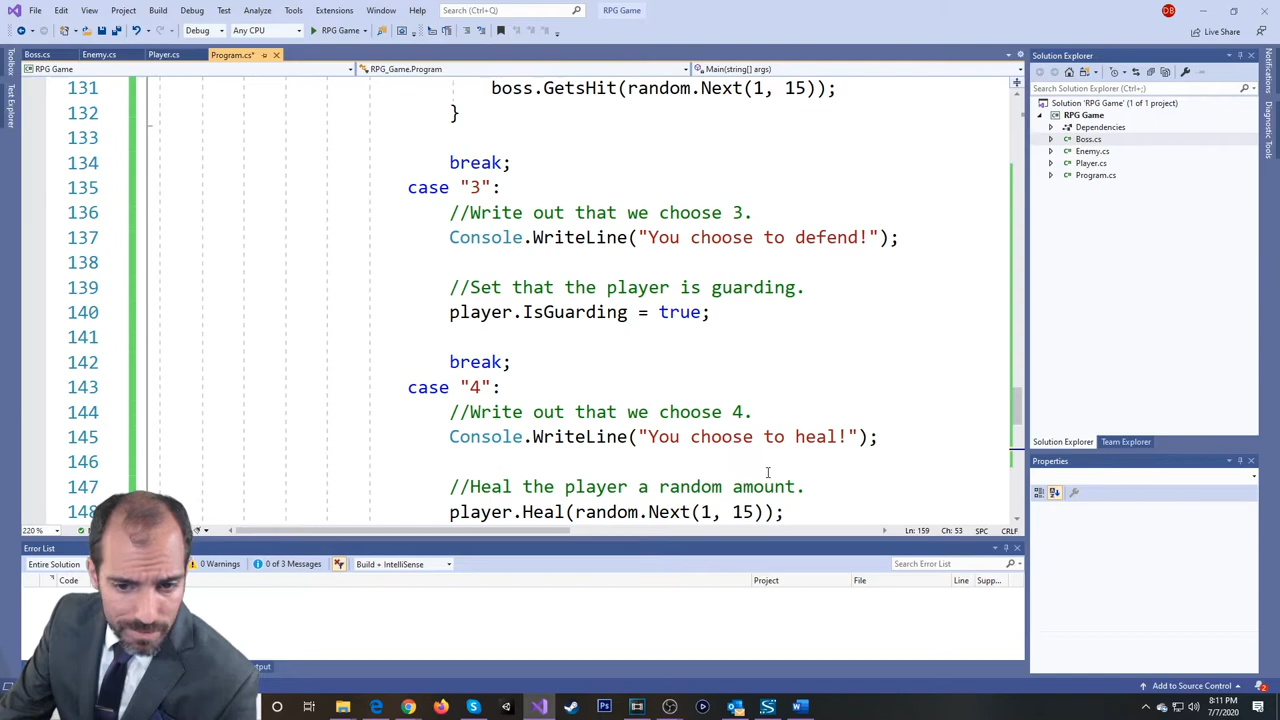 File Edit View Project Build Debug Test Analyze Tools Extensions Window Help Search (Ctrl+Q) RPG Game DB
Debug Any CPU RPG Game Live Share
Boss.cs Enemy.cs Player.cs Program.cs*
RPG Game RPG_Game.Program Main(string[] args)
131 boss.GetsHit(random.Next(1, 15));
132 }
133
134 break;
135 case "3":
136 //Write out that we choose 3.
137 Console.WriteLine("You choose to defend!");
138
139 //Set that the player is guarding.
140 player.IsGuarding = true;
141
142 break;
143 case "4":
144 //Write out that we choose 4.
145 Console.WriteLine("You choose to heal!");
146
147 //Heal the player a random amount.
148 player.Heal(random.Next(1, 15));
220 % Ln: 159 Ch: 53 SPC CRLF
Toolbox
Test Explorer
Solution Explorer
Search Solution Explorer (Ctrl+;)
Solution 'RPG Game' (1 of 1 project)
RPG Game
Dependencies
Boss.cs
Enemy.cs
Player.cs
Program.cs
Solution Explorer Team Explorer
Properties
Notifications
Diagnostic Tools
Error List
Entire Solution 0 Warnings 0 of 3 Messages Build + IntelliSense Search Error List
Code Project File Line Supp...
Add to Source Control 2
8:11 PM
7/7/2020